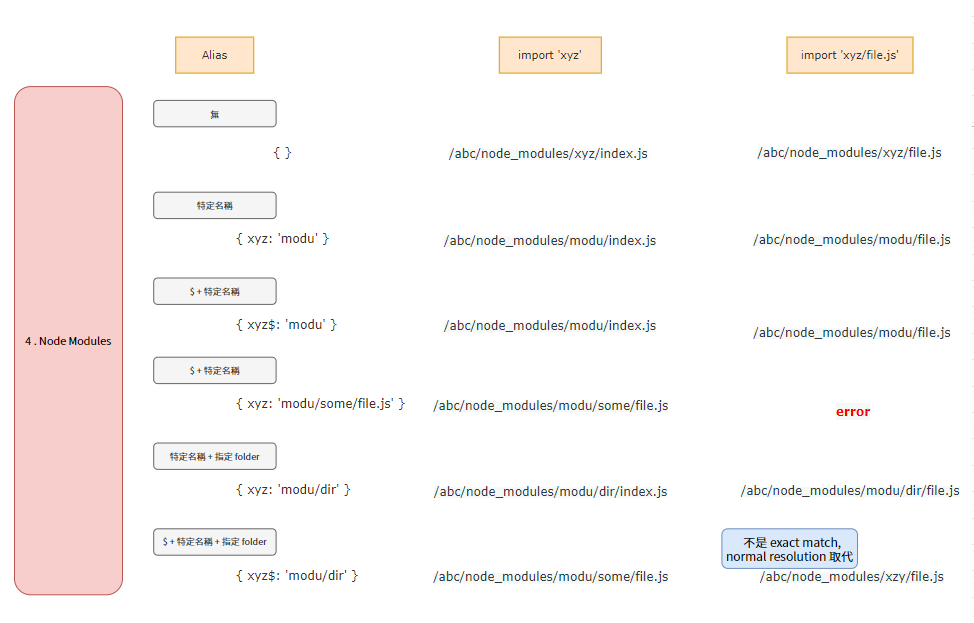 Alias
import 'xyz'
import 'xyz/file.js'
4 . Node Modules
無
{ }
/abc/node_modules/xyz/index.js
/abc/node_modules/xyz/file.js
特定名稱
{ xyz: 'modu' }
/abc/node_modules/modu/index.js
/abc/node_modules/modu/file.js
$ + 特定名稱
{ xyz$: 'modu' }
/abc/node_modules/modu/index.js
/abc/node_modules/modu/file.js
$ + 特定名稱
{ xyz: 'modu/some/file.js' }
/abc/node_modules/modu/some/file.js
error
特定名稱 + 指定 folder
{ xyz: 'modu/dir' }
/abc/node_modules/modu/dir/index.js
/abc/node_modules/modu/dir/file.js
$ + 特定名稱 + 指定 folder
{ xyz$: 'modu/dir' }
/abc/node_modules/modu/some/file.js
不是 exact match,
normal resolution 取代
/abc/node_modules/xzy/file.js